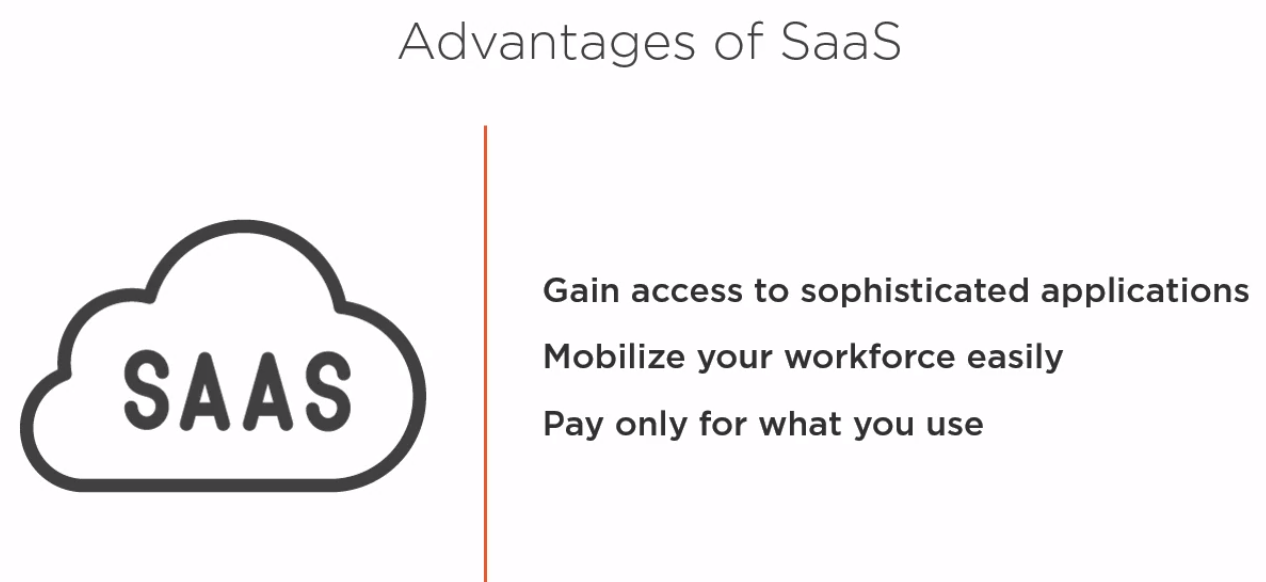 Advantages of SaaS
SAAS
Gain access to sophisticated applications
Mobilize your workforce easily
Pay only for what you use